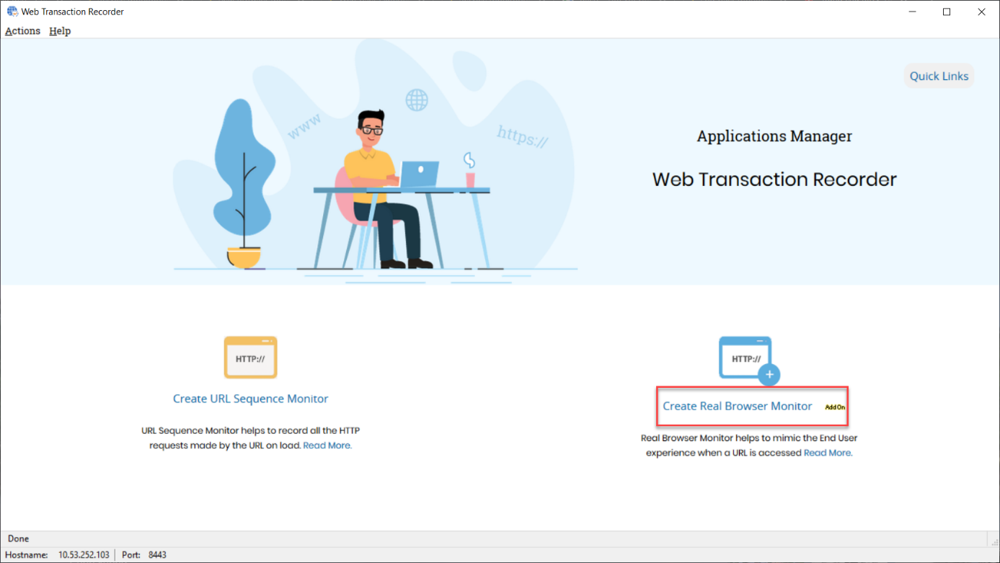 Web Transaction Recorder
Actions Help
Quick Links
www
https://
Applications Manager
Web Transaction Recorder
HTTP://
Create URL Sequence Monitor
URL Sequence Monitor helps to record all the HTTP
requests made by the URL on load. Read More.
HTTP://
Create Real Browser Monitor Add On
Real Browser Monitor helps to mimic the End User
experience when a URL is accessed Read More.
Done
Hostname: 10.53.252.103 Port: 8443